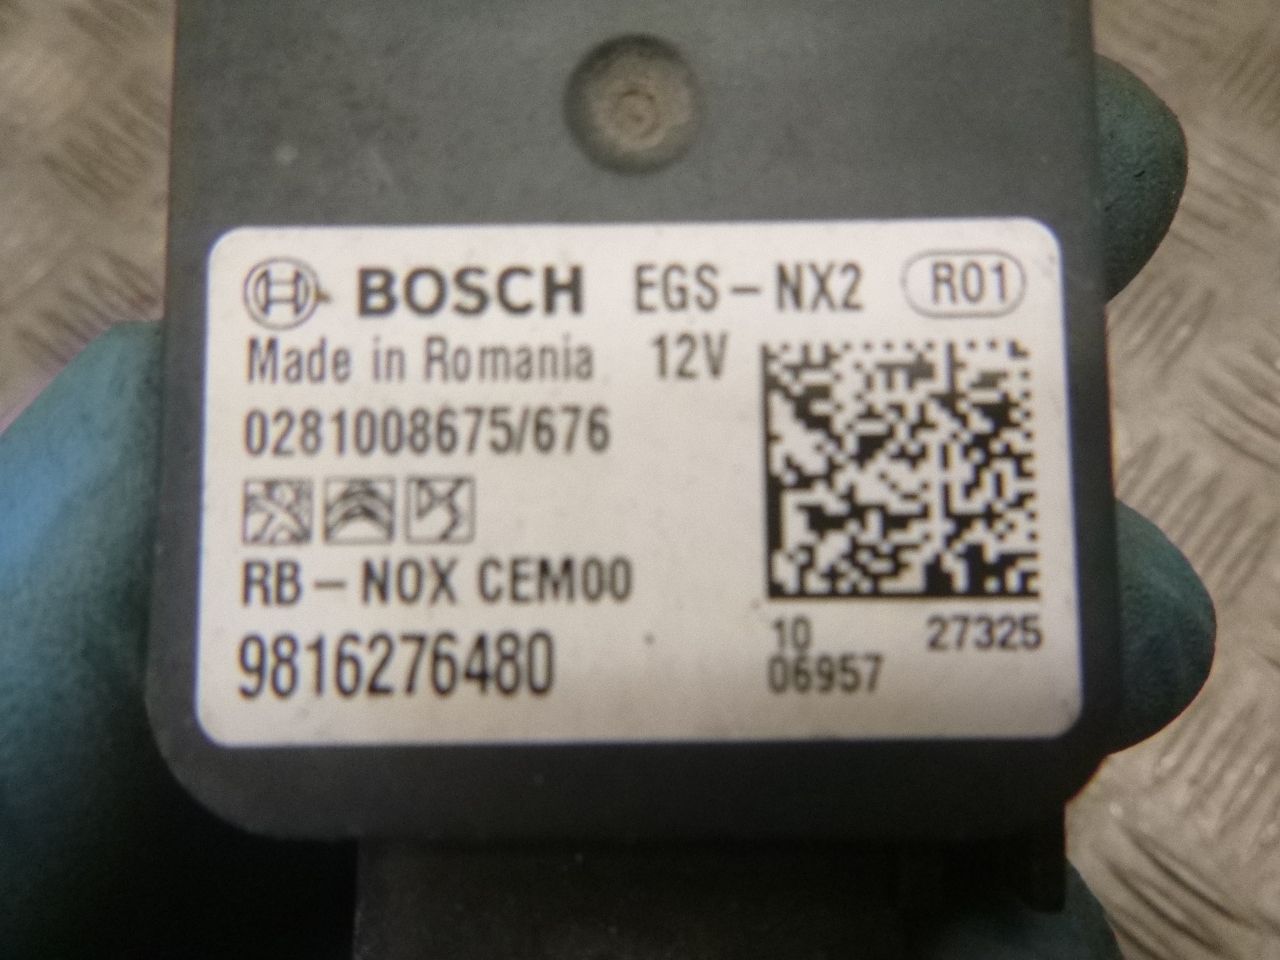 BOSCH EGS-NX2 R01
Made in Romania 12V
0281008675/676
RB-NOX CEM00
9816276480
10 27325
06957